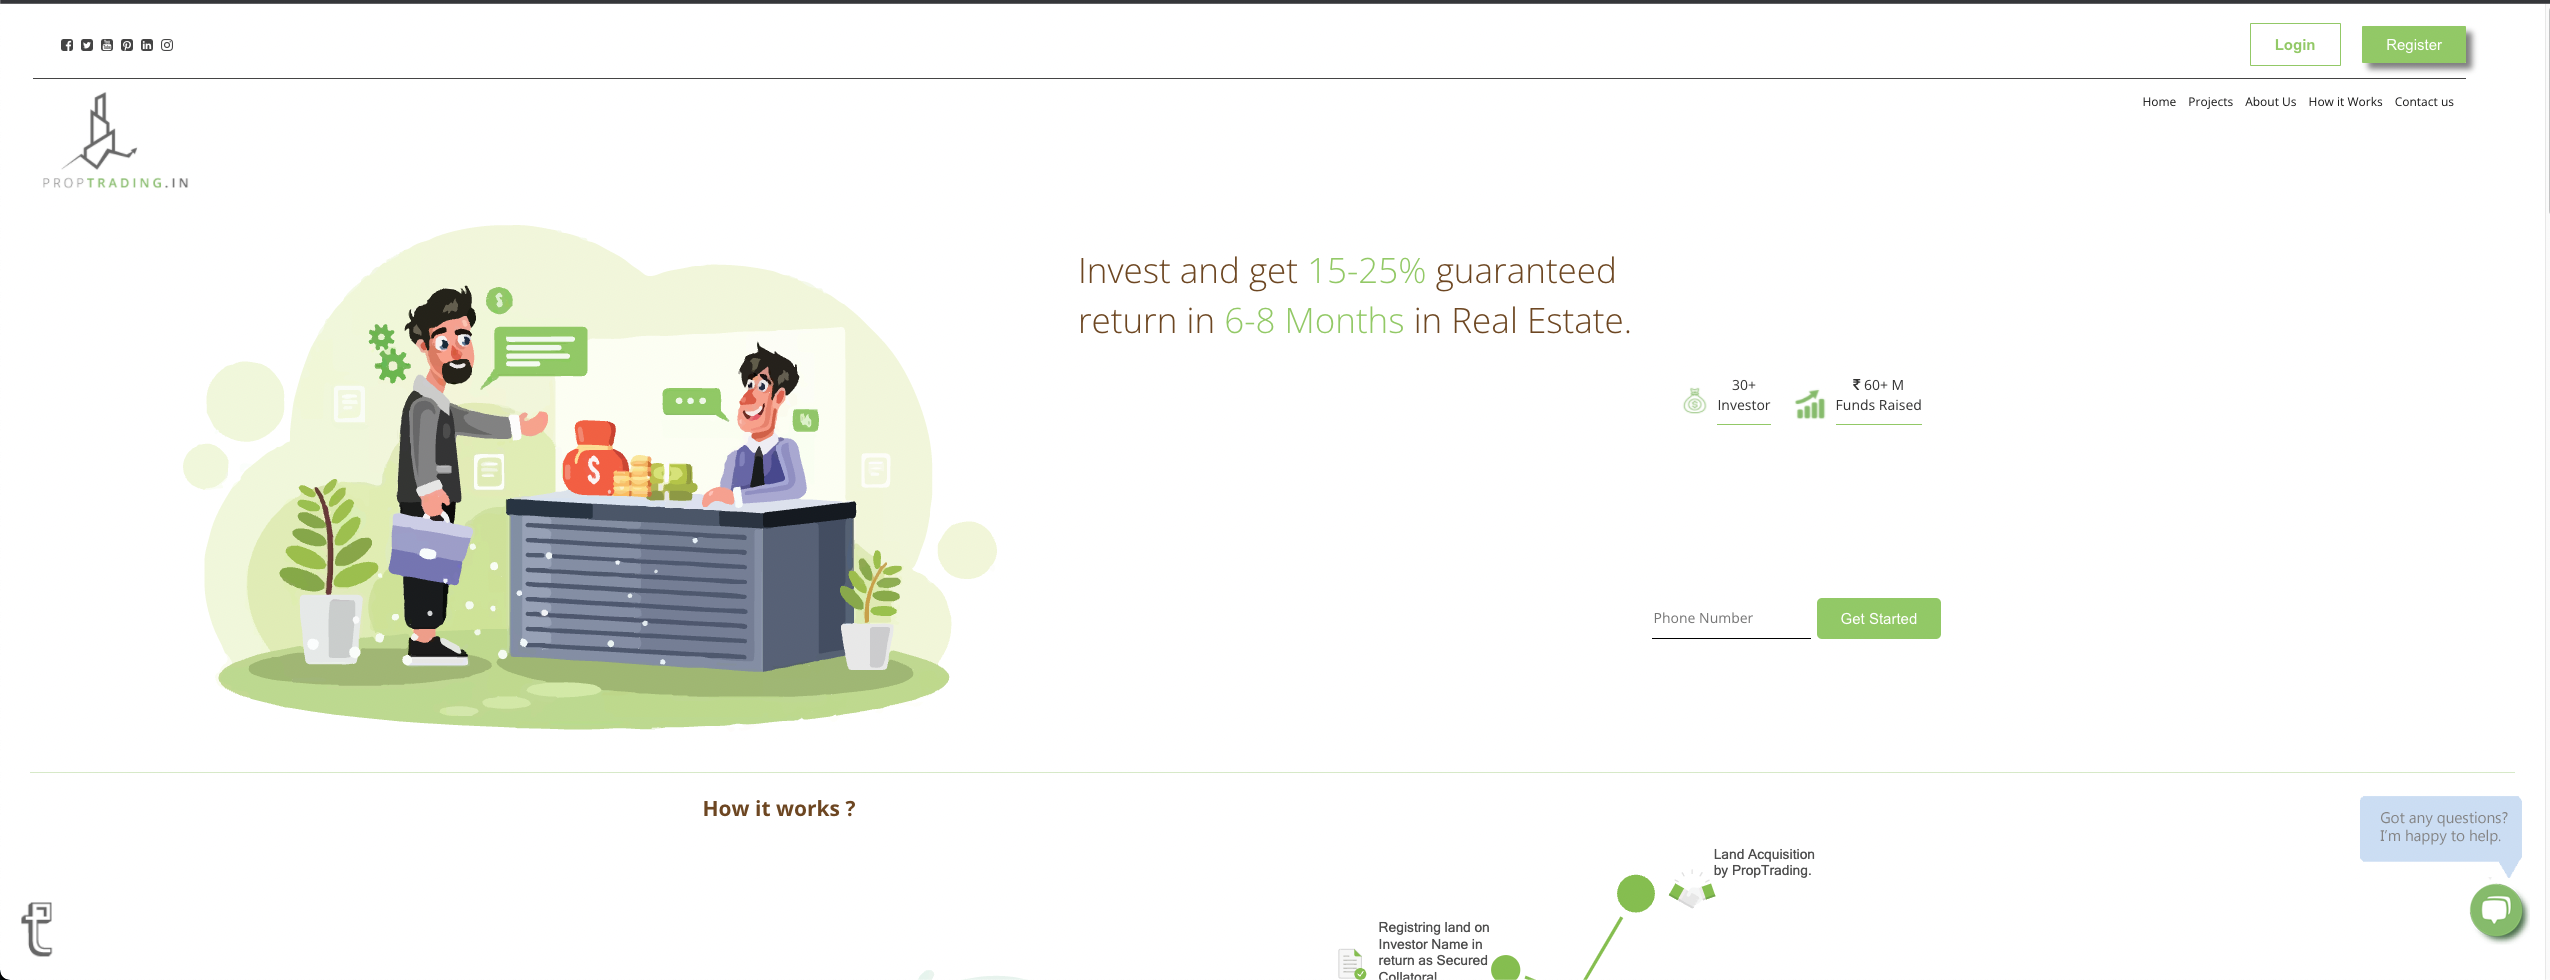 Login
Register
Home Projects About Us How it Works Contact us
PROPTRADING.IN
Invest and get 15-25% guaranteed
return in 6-8 Months in Real Estate.
30+
Investor
₹ 60+ M
Funds Raised
Phone Number
Get Started
How it works ?
Got any questions?
I'm happy to help.
Land Acquisition
by PropTrading.
Registring land on
Investor Name in
return as Secured
Collatoral